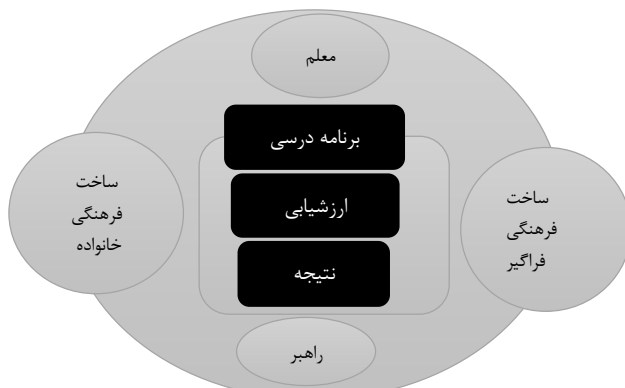 معلم
برنامه درسی
ارزشیابی
نتیجه
ساخت
فرهنگی
فراگیر
ساخت
فرهنگی
خانواده
راهبر